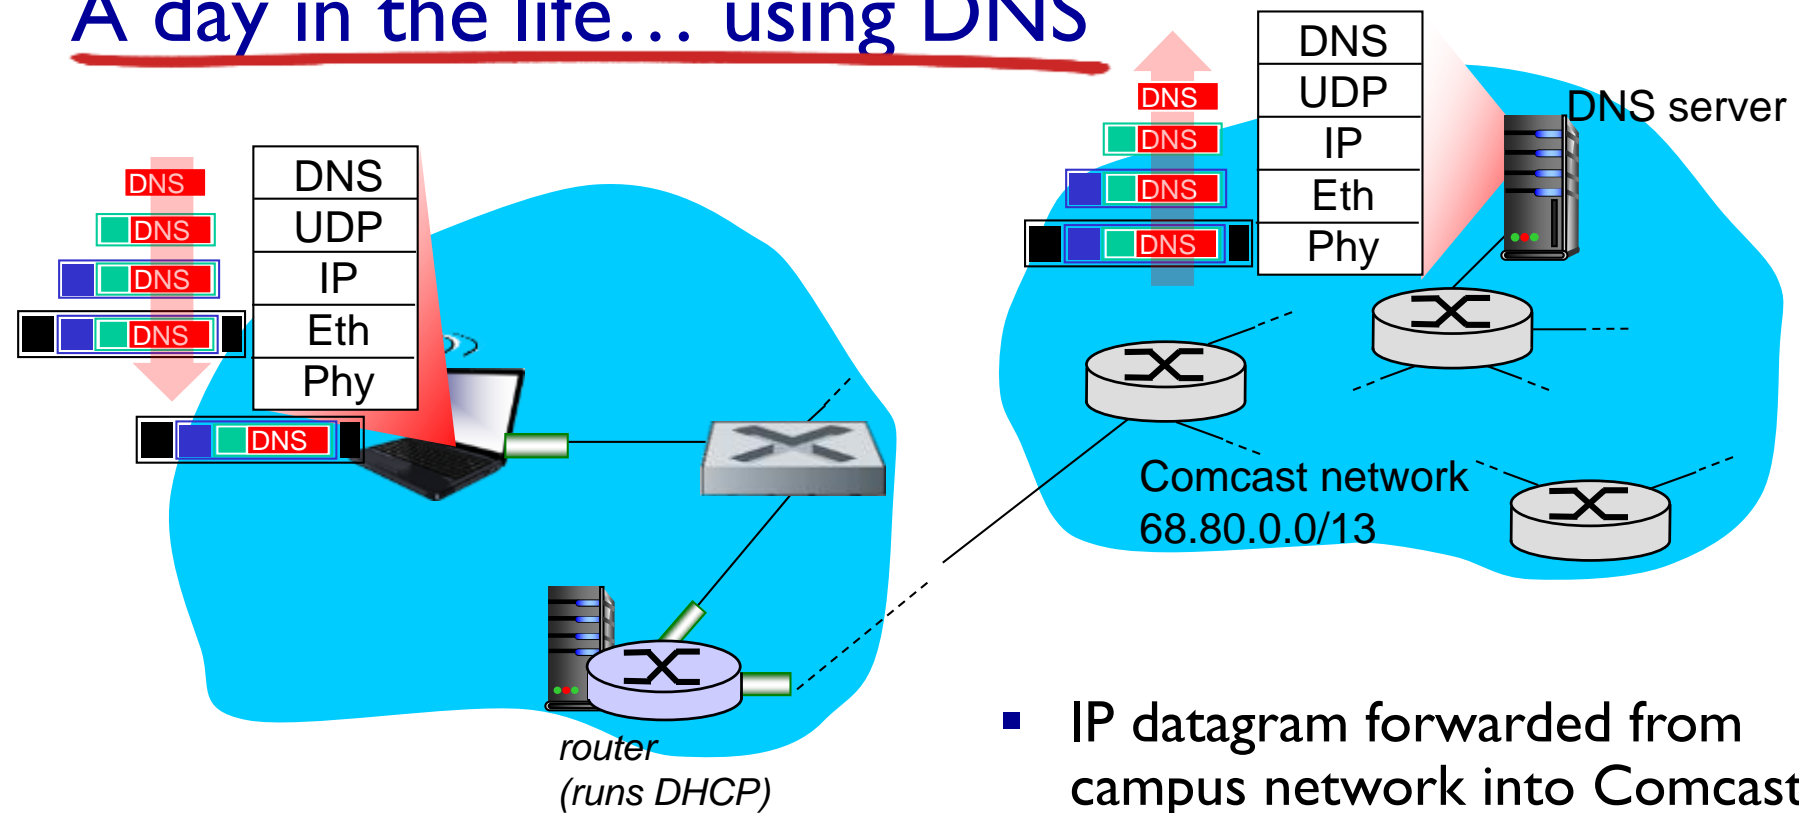 A day in the life... using DNS
DNS
DNS
DNS
DNS
DNS
DNS
UDP
IP
Eth
Phy
DNS
DNS
DNS
DNS
DNS
UDP
IP
Eth
Phy
DNS server
Comcast network
68.80.0.0/13
router
(runs DHCP)
▪ IP datagram forwarded from
campus network into Comcast